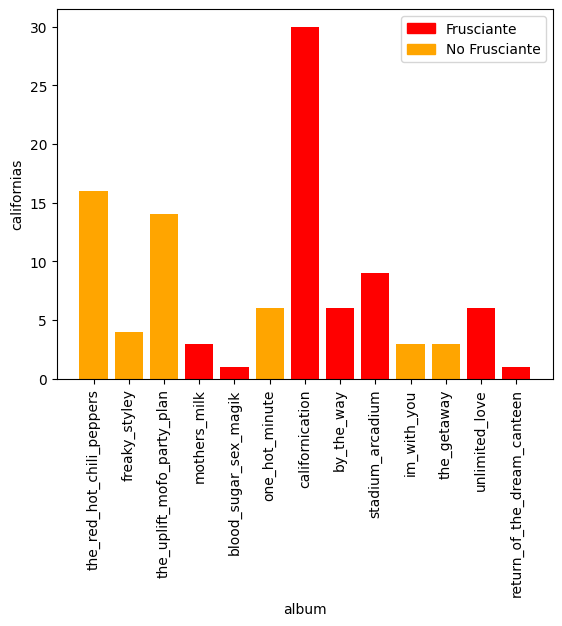 Frusciante
No Frusciante
30
25
20
15
10
5
0
californias
the_red_hot_chili_peppers
freaky_styley
the_uplift_mofo_party_plan
mothers_milk
blood_sugar_sex_magik
one_hot_minute
californication
by_the_way
stadium_arcadium
im_with_you
the_getaway
unlimited_love
return_of_the_dream_canteen
album